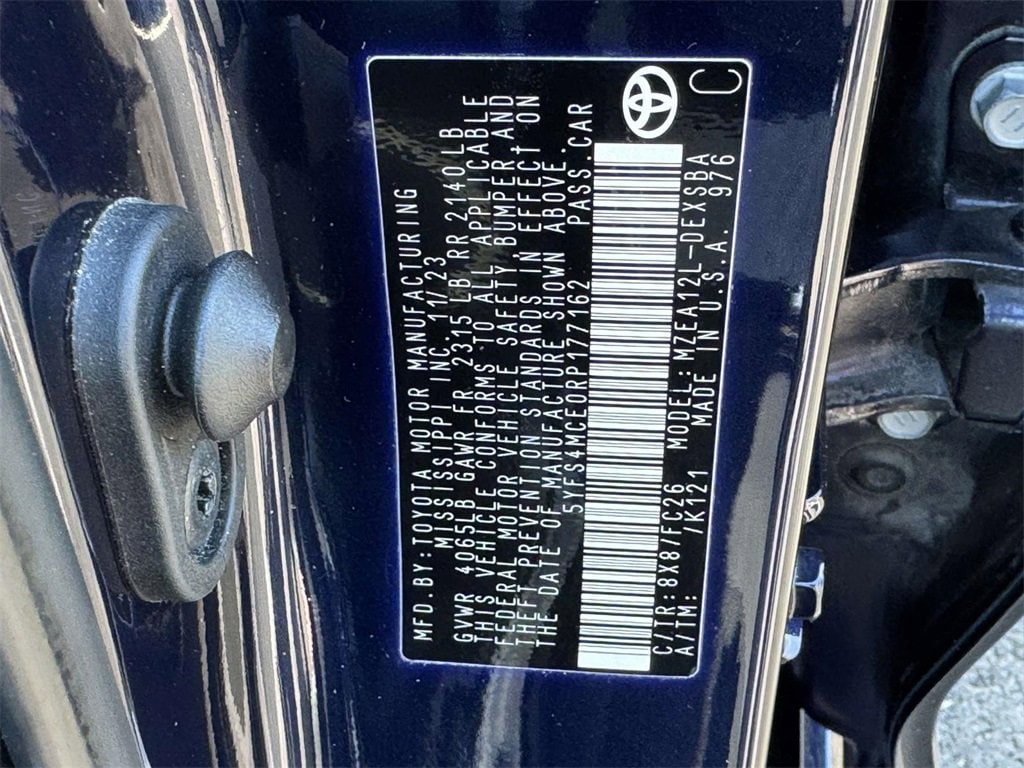 MFD.BY:TOYOTA MOTOR MANUFACTURING
MISSISSIPPI INC. 11/23
GVWR 4065LB GAWR FR 2315LB RR 2140LB
THIS VEHICLE CONFORMS TO ALL APPLICABLE
FEDERAL MOTOR VEHICLE SAFETY, BUMPER, AND
THEFT PREVENTION STANDARDS IN EFFECT ON
THE DATE OF MANUFACTURE SHOWN ABOVE.
5YFS4MCE0RP177162 PASS.CAR
C/TR:8X8/FC26 MODEL:MZEA12L-DEXSBA
A/TM: /K121 MADE IN U.S.A. 976
C